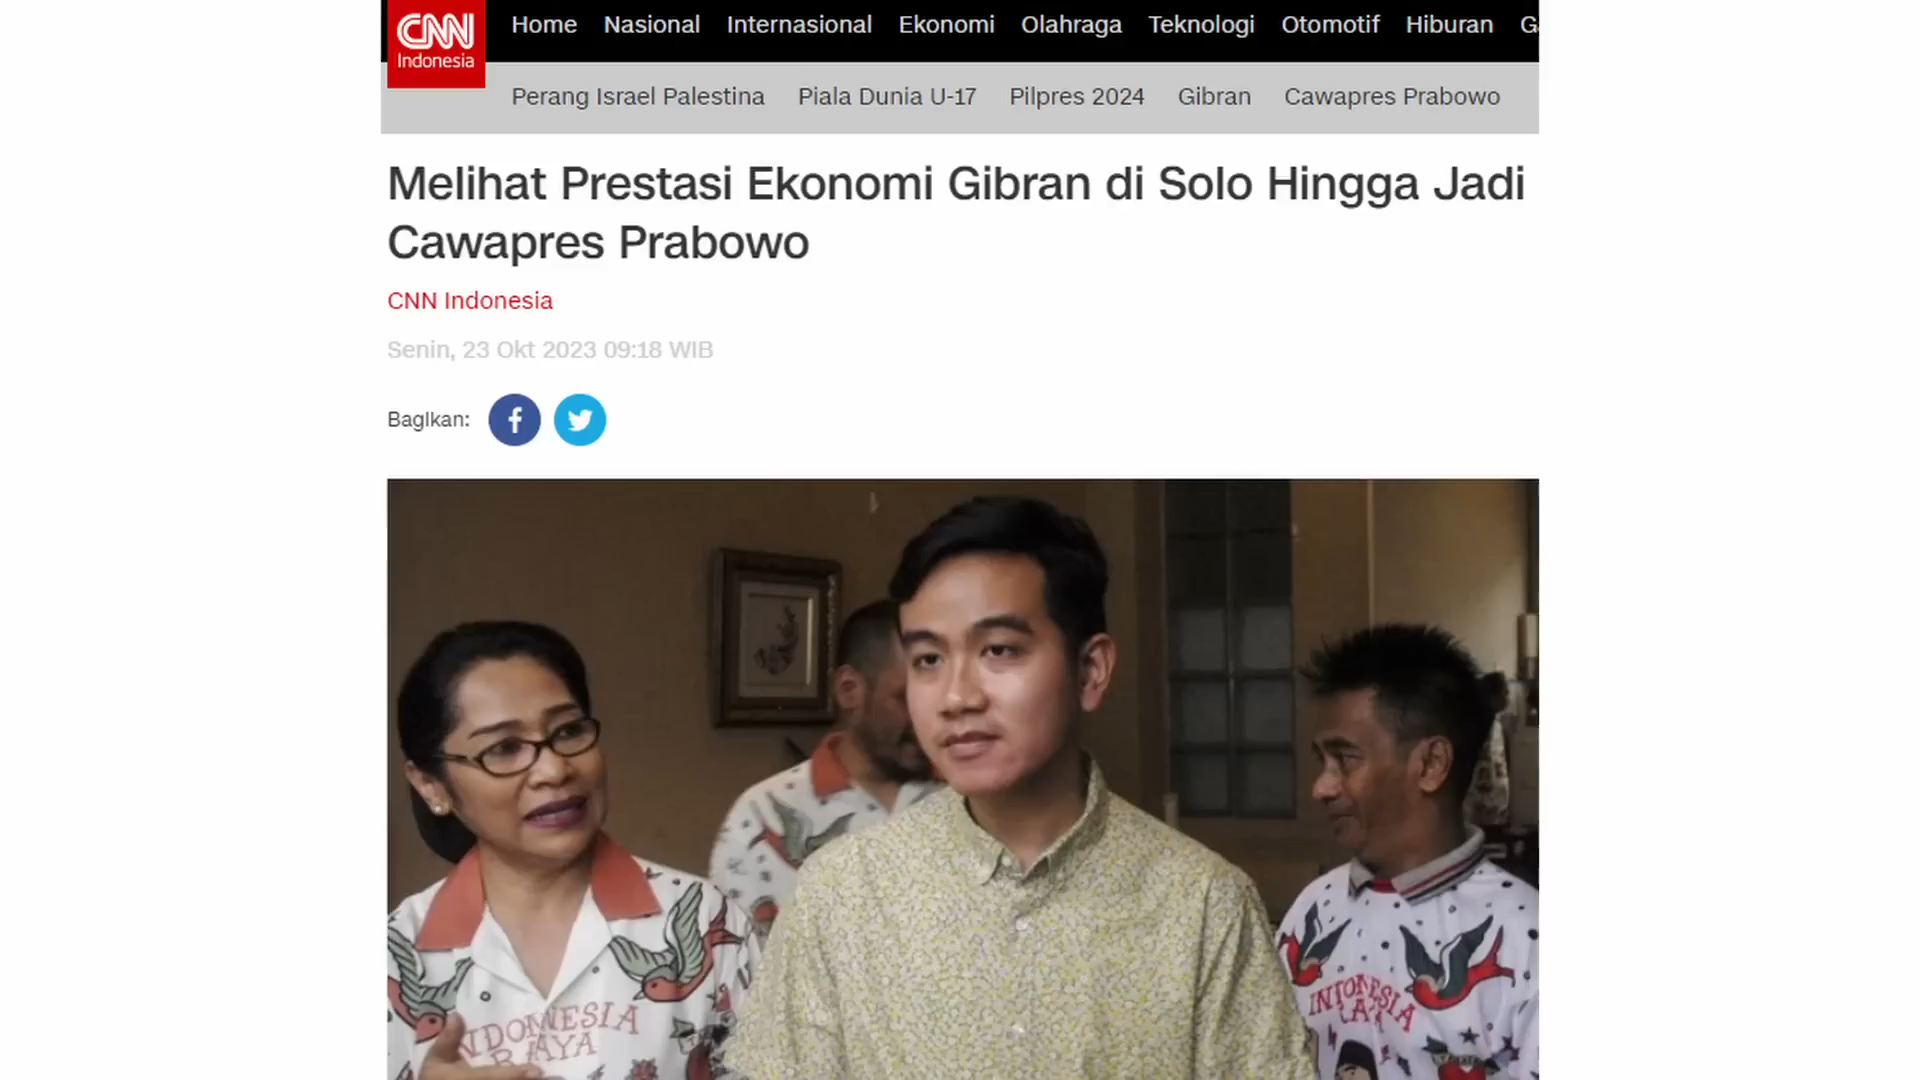 CNN
Indonesia
Home Nasional Internasional Ekonomi Olahraga Teknologi Otomotif Hiburan
Perang Israel Palestina Piala Dunia U-17 Pilpres 2024 Gibran Cawapres Prabowo
Melihat Prestasi Ekonomi Gibran di Solo Hingga Jadi
Cawapres Prabowo
CNN Indonesia
Senin, 23 Okt 2023 09:18 WIB
Bagikan:
INDONESIA
RAYA
INDONESIA